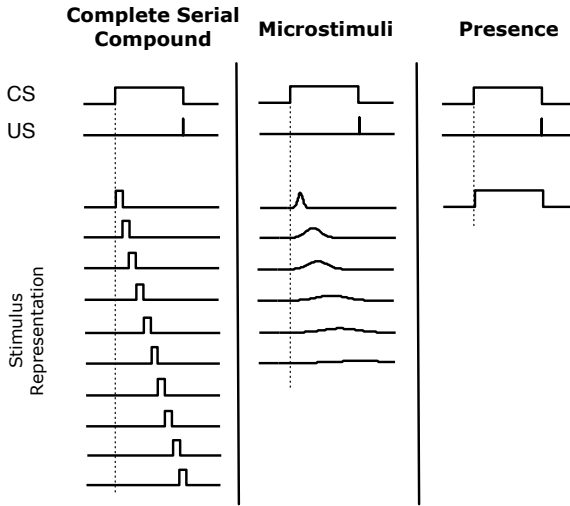 Complete Serial
Compound
Microstimuli
Presence
CS
US
Stimulus
Representation